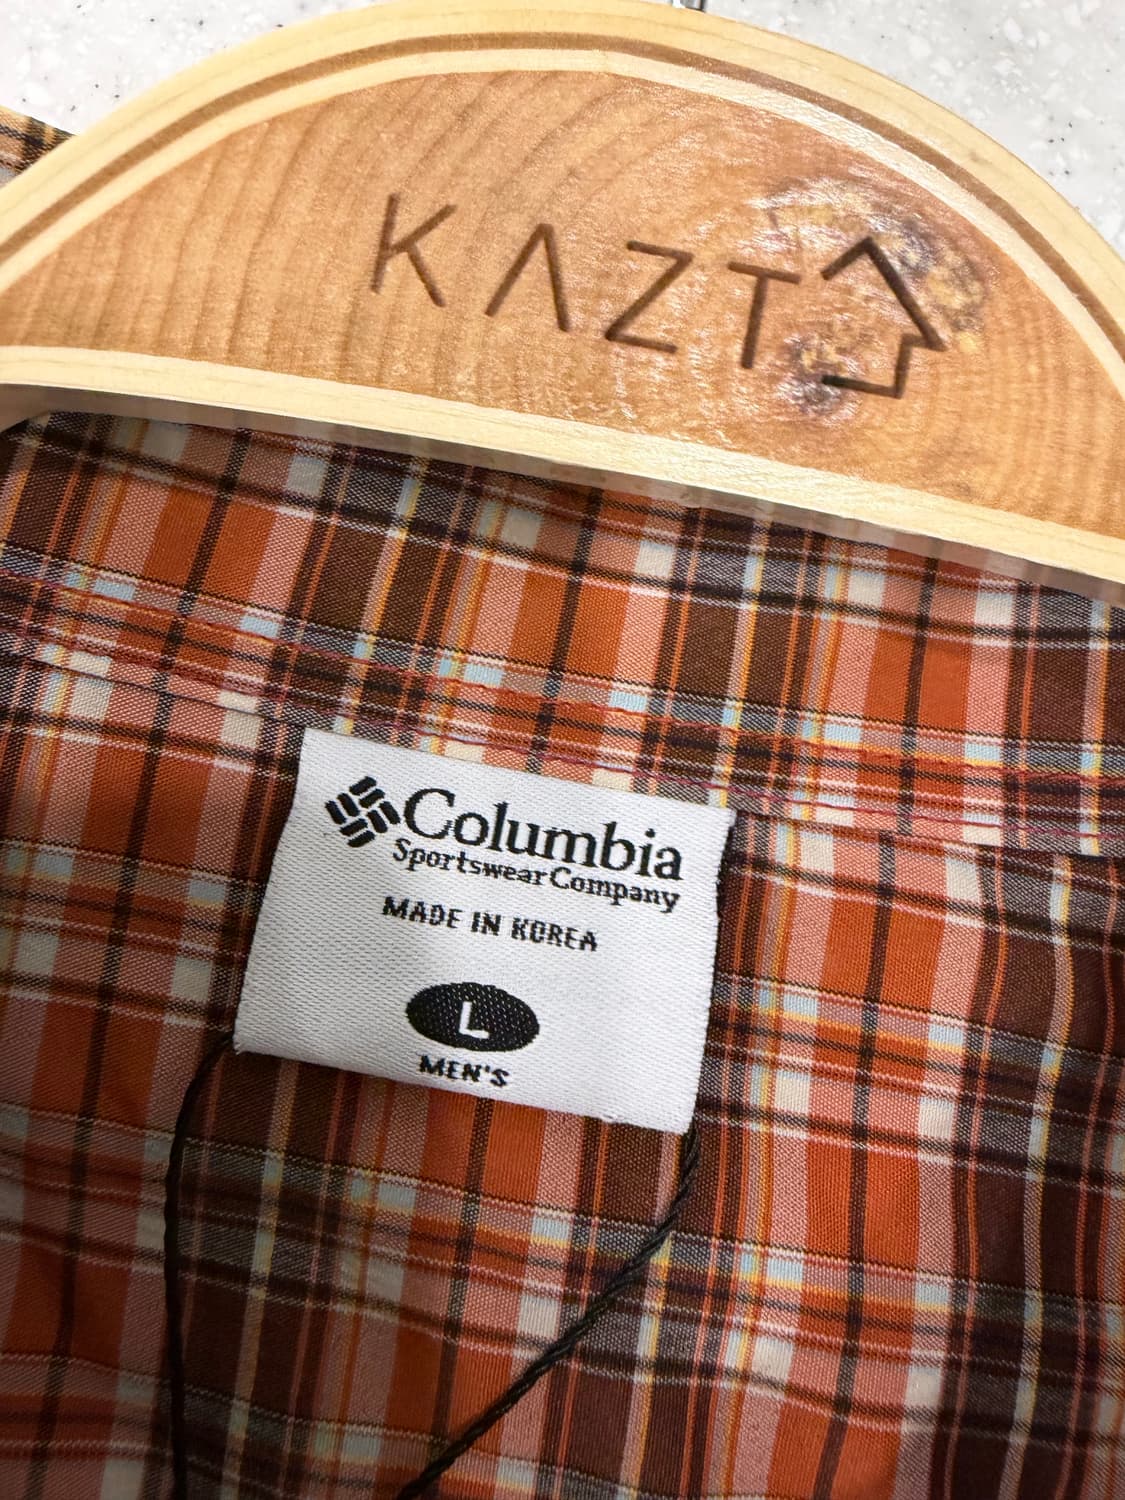 KAZT
Columbia
Sportswear Company
MADE IN KOREA
L
MEN'S